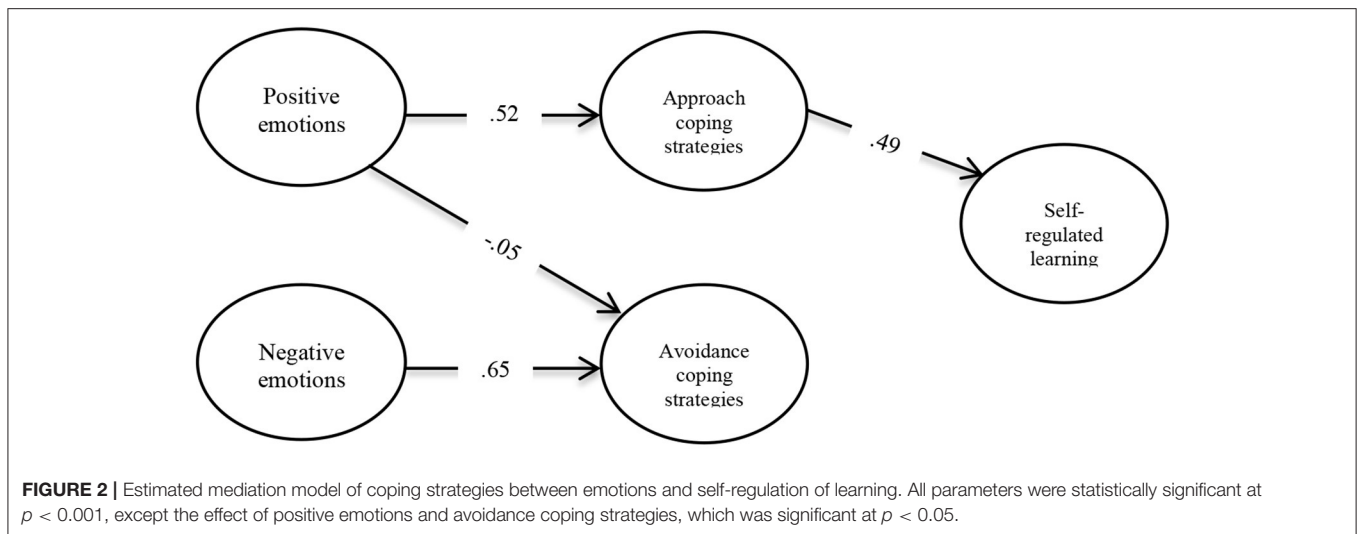 Positive
emotions
.52
Approach
coping
strategies
.49
Self-
regulated
learning
-.05
Negative
emotions
.65
Avoidance
coping
strategies
FIGURE 2 | Estimated mediation model of coping strategies between emotions and self-regulation of learning. All parameters were statistically significant at
p < 0.001, except the effect of positive emotions and avoidance coping strategies, which was significant at p < 0.05.